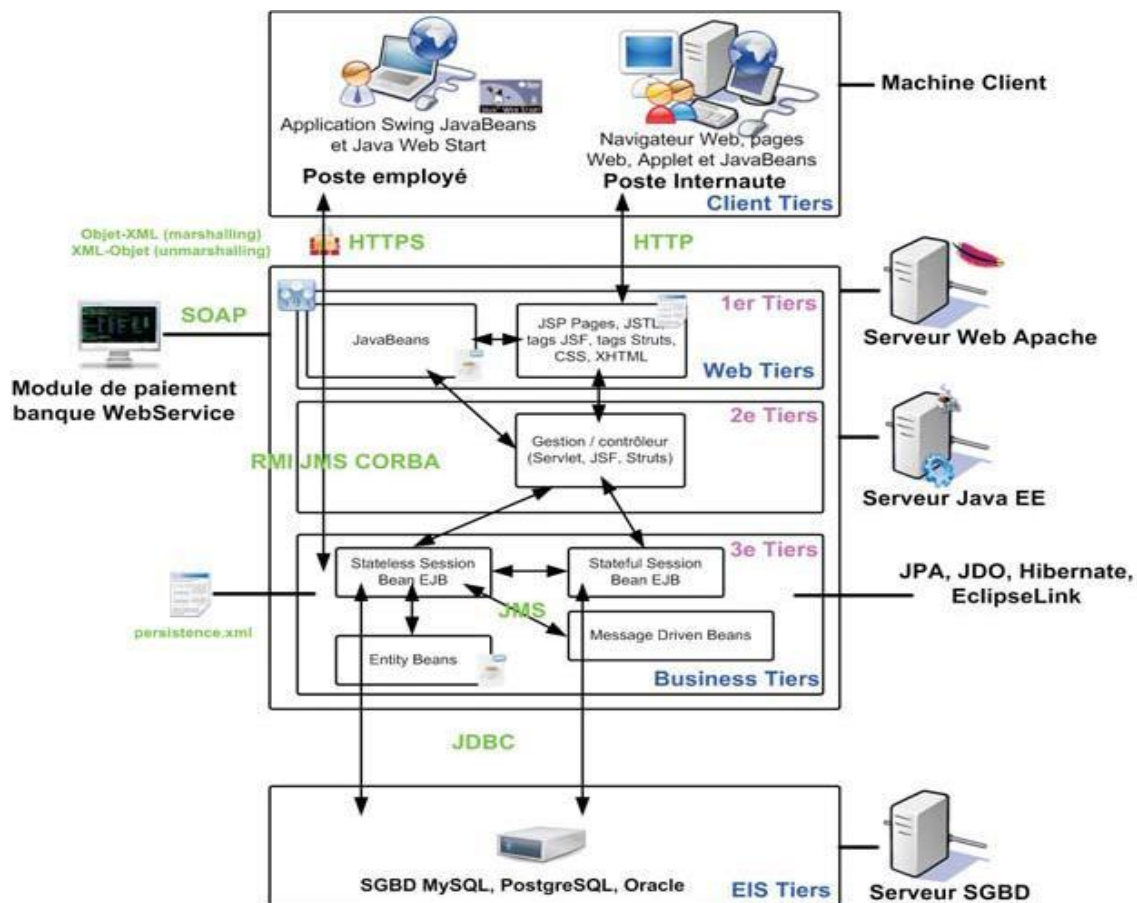 Application Swing JavaBeans
et Java Web Start
Poste employé
Navigateur Web, pages
Web, Applet et JavaBeans
Poste Internaute
Client Tiers
Machine Client
Objet-XML (marshalling)
XML-Objet (unmarshalling)
HTTPS
HTTP
SOAP
Module de paiement
banque WebService
JavaBeans
JSP Pages, JSTL,
tags JSF, tags Struts,
CSS, XHTML
1er Tiers
Web Tiers
Serveur Web Apache
2e Tiers
Gestion / contrôleur
(Servlet, JSF, Struts)
RMI JMS CORBA
Serveur Java EE
3e Tiers
Stateless Session
Bean EJB
Stateful Session
Bean EJB
JMS
Message Driven Beans
Entity Beans
Business Tiers
persistence.xml
JPA, JDO, Hibernate,
EclipseLink
JDBC
SGBD MySQL, PostgreSQL, Oracle
EIS Tiers
Serveur SGBD